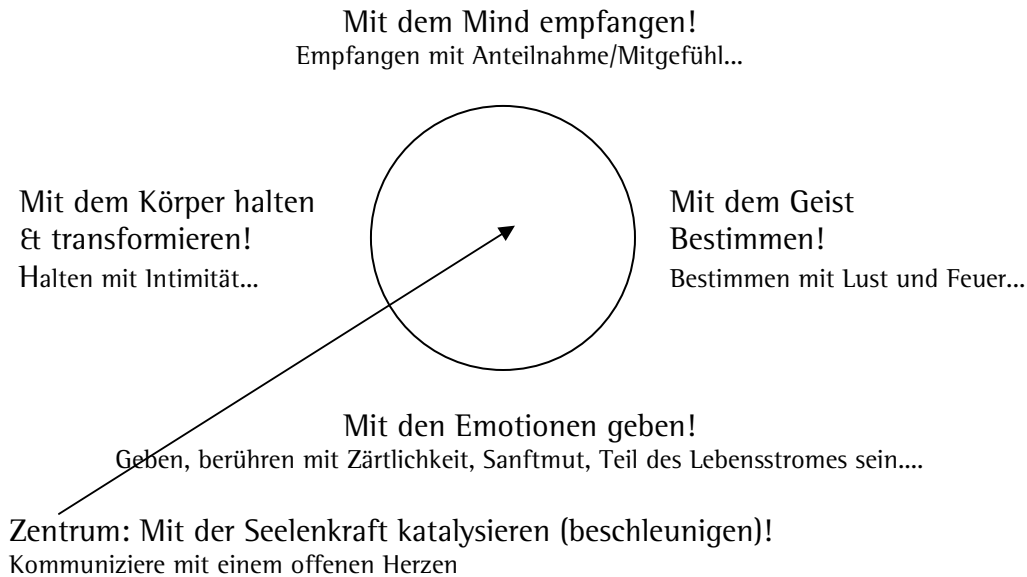 Mit dem Mind empfangen!
Empfangen mit Anteilnahme/Mitgefühl...
Mit dem Körper halten
& transformieren!
Halten mit Intimität...
Mit dem Geist
Bestimmen!
Bestimmen mit Lust und Feuer...
Mit den Emotionen geben!
Geben, berühren mit Zärtlichkeit, Sanftmut, Teil des Lebensstromes sein....
Zentrum: Mit der Seelenkraft katalysieren (beschleunigen)!
Kommuniziere mit einem offenen Herzen